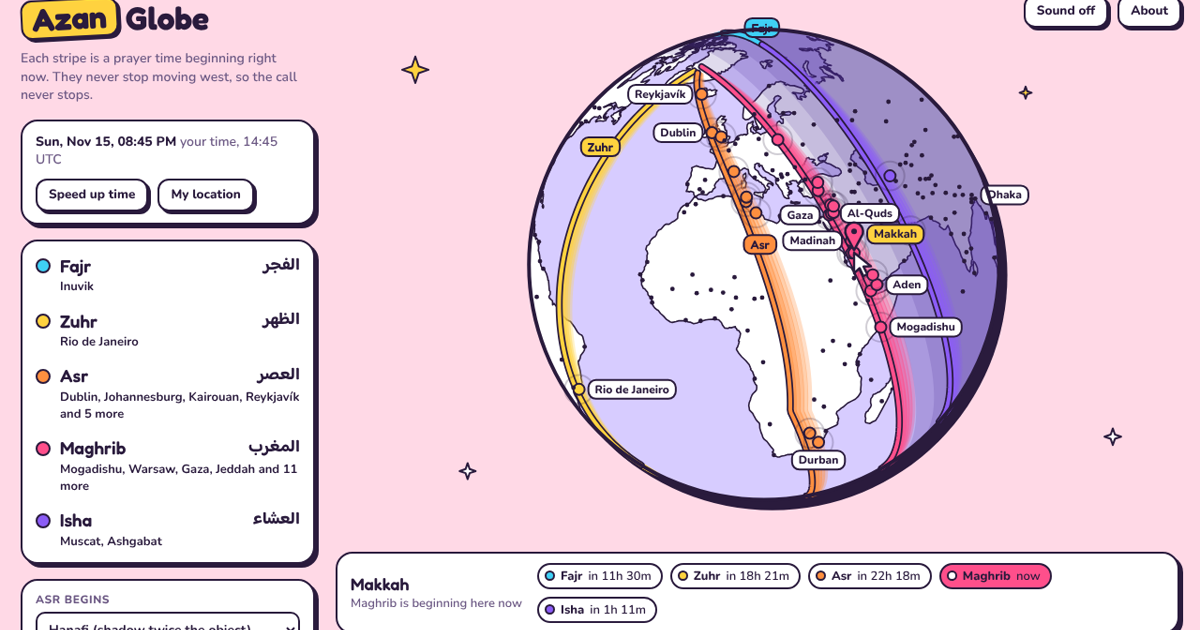 Azan Globe
Sound off
About
Each stripe is a prayer time beginning right
now. They never stop moving west, so the call
never stops.
Sun, Nov 15, 08:45 PM your time, 14:45
UTC
Speed up time
My location
Fajr الفجر
Inuvik
Zuhr الظهر
Rio de Janeiro
Asr العصر
Dublin, Johannesburg, Kairouan, Reykjavík
and 5 more
Maghrib المغرب
Mogadishu, Warsaw, Gaza, Jeddah and 11
more
Isha العشاء
Muscat, Ashgabat
ASR BEGINS
Hanafi (shadow twice the object)
Fajr
Reykjavík
Dublin
Zuhr
Dhaka
Gaza
Al-Quds
Madinah
Makkah
Asr
Aden
Mogadishu
Rio de Janeiro
Durban
Makkah
Maghrib is beginning here now
Fajr in 11h 30m
Zuhr in 18h 21m
Asr in 22h 18m
Maghrib now
Isha in 1h 11m